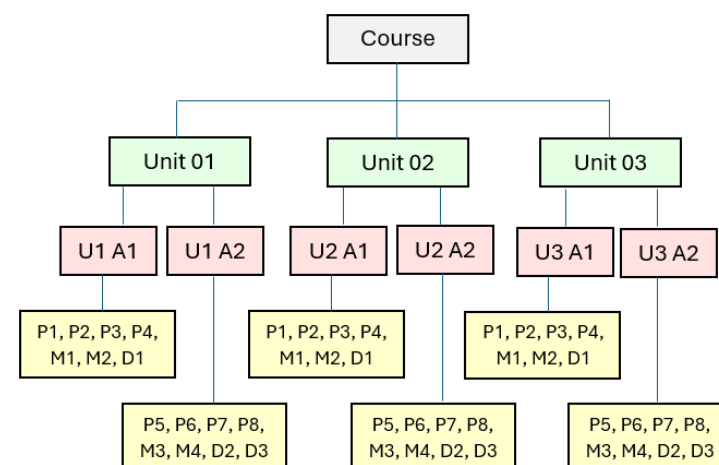 Course
Unit 01
Unit 02
Unit 03
U1 A1
U1 A2
U2 A1
U2 A2
U3 A1
U3 A2
P1, P2, P3, P4,
M1, M2, D1
P1, P2, P3, P4,
M1, M2, D1
P1, P2, P3, P4,
M1, M2, D1
P5, P6, P7, P8,
M3, M4, D2, D3
P5, P6, P7, P8,
M3, M4, D2, D3
P5, P6, P7, P8,
M3, M4, D2, D3